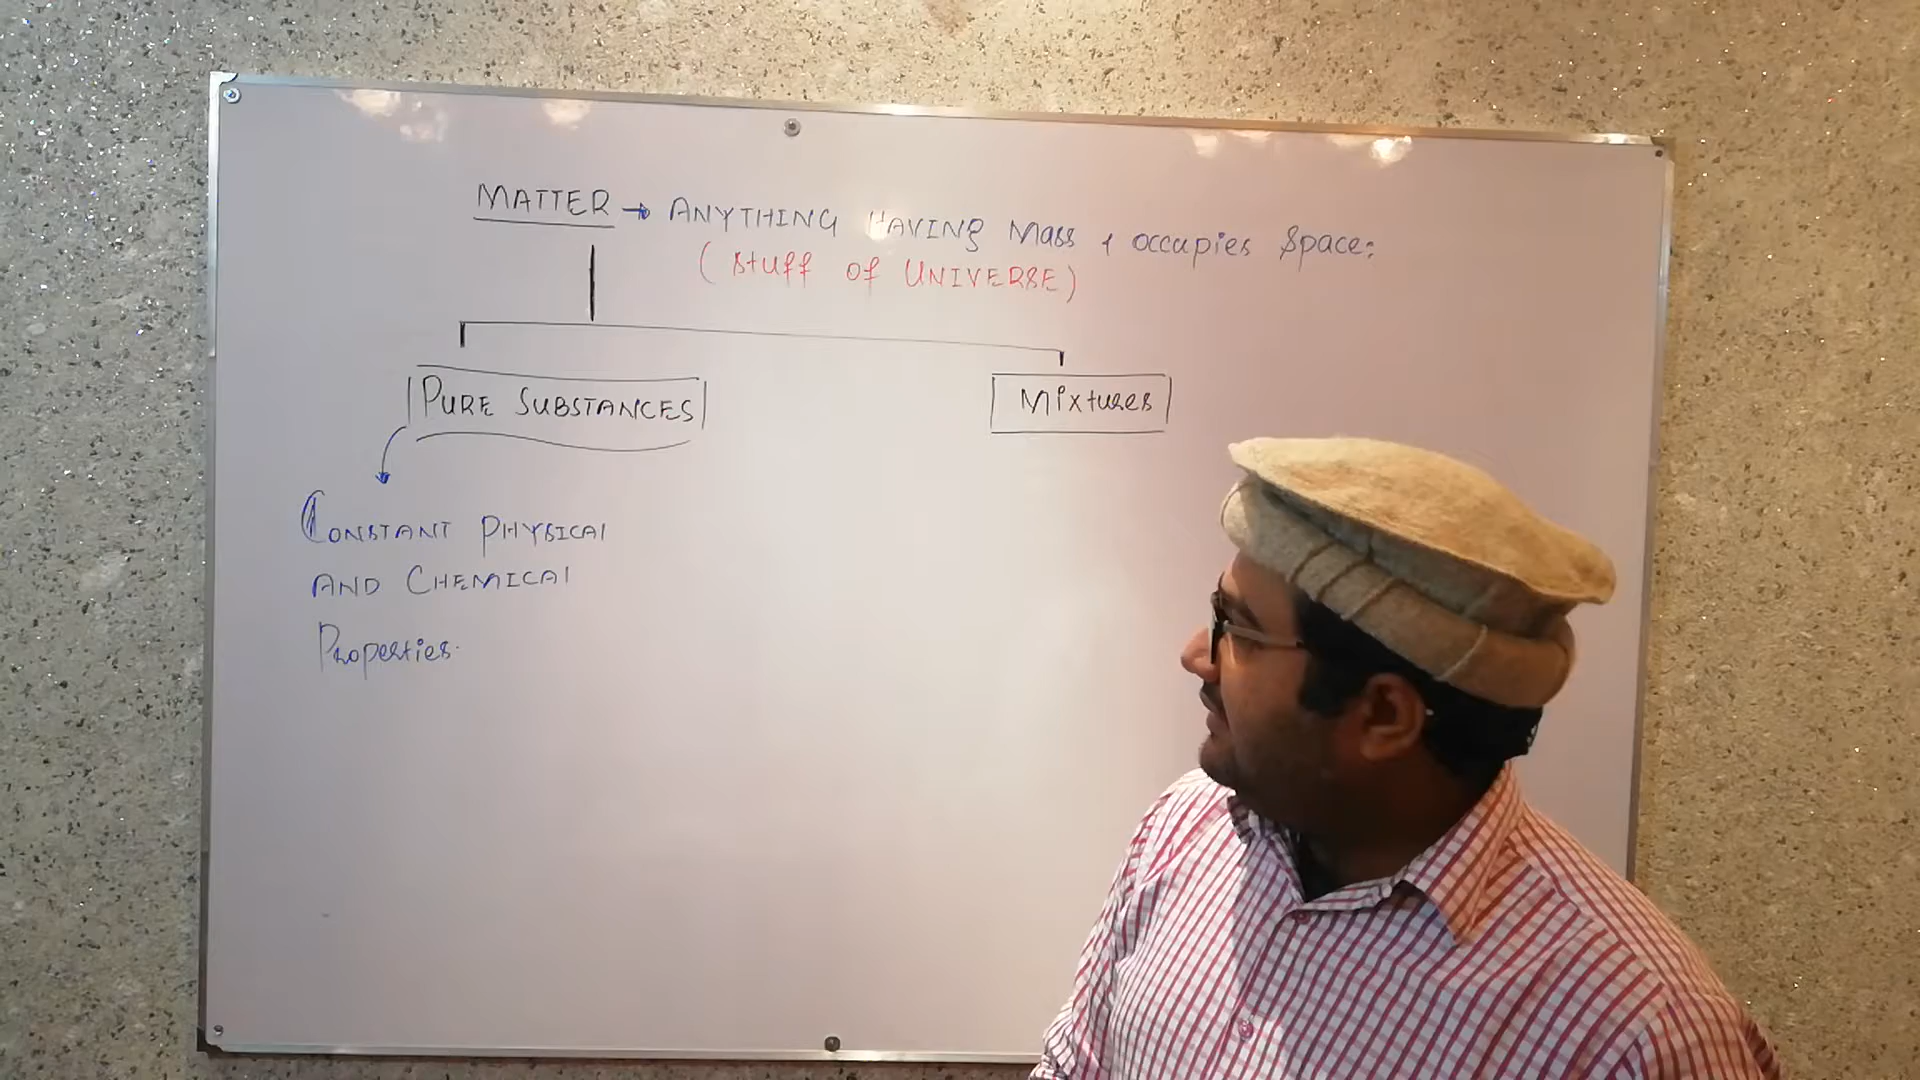 MATTER → ANYTHING HAVING Mass & occupies Space:
(stuff of UNIVERSE)
PURE SUBSTANCES
Mixtures
CONSTANT PHYSICAL
AND CHEMICAL
Properties.